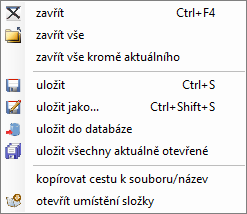 zavřít Ctrl+F4
zavřít vše
zavřít vše kromě aktuálního
uložit Ctrl+S
uložit jako... Ctrl+Shift+S
uložit do databáze
uložit všechny aktuálně otevřené
kopírovat cestu k souboru/název
otevřít umístění složky